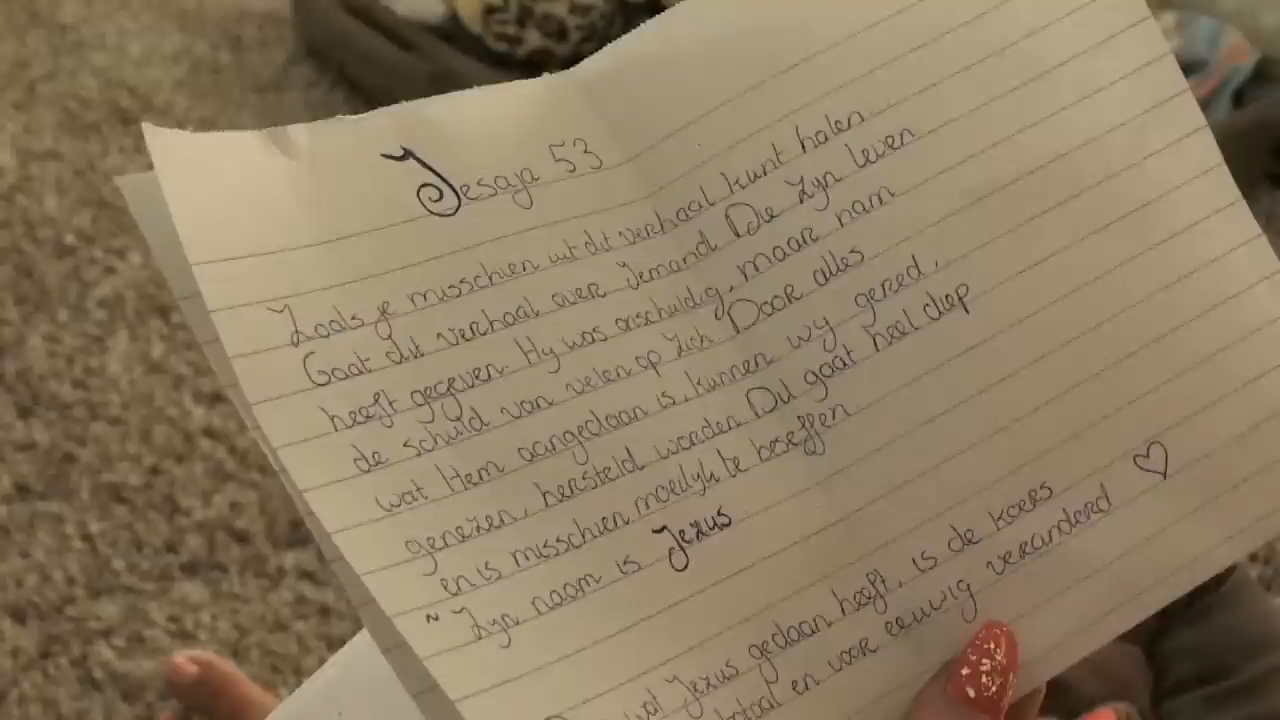 Jesaja 53
Zoals je misschien uit dit verhaal kunt halen
Gaat dit verhaal over Iemand Die Zijn leven
heeft gegeven. Hij was onschuldig, maar nam
de schuld van velen op Zich. Door alles
wat Hem aangedaan is, kunnen wij gered,
genezen, hersteld worden. Dit gaat heel diep
en is misschien moeilijk te beseffen
~ Zijn naam is Jezus
wat Jezus gedaan heeft, is de koers
totaal en voor eeuwig veranderd ♡